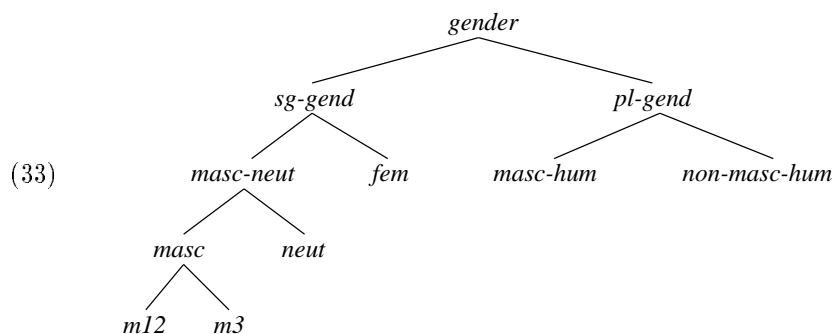 gender
sg-gend pl-gend
(33) masc-neut fem masc-hum non-masc-hum
masc neut
m12 m3